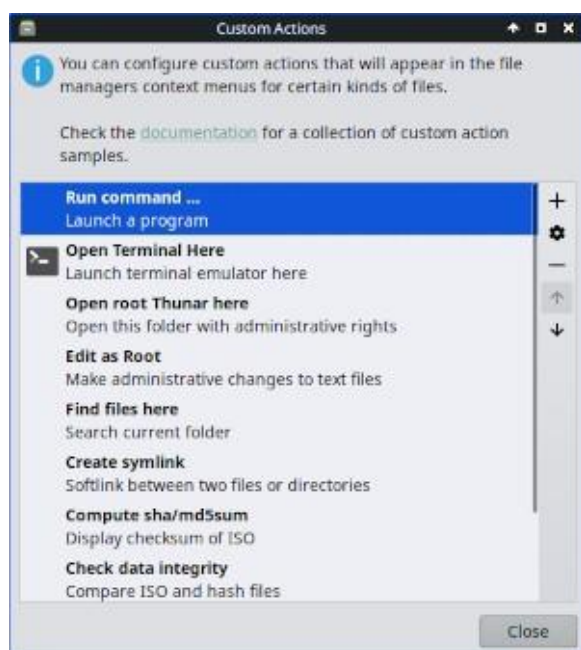 Custom Actions
You can configure custom actions that will appear in the file
managers context menus for certain kinds of files.
Check the documentation for a collection of custom action
samples.
Run command ...
Launch a program
Open Terminal Here
Launch terminal emulator here
Open root Thunar here
Open this folder with administrative rights
Edit as Root
Make administrative changes to text files
Find files here
Search current folder
Create symlink
Softlink between two files or directories
Compute sha/md5sum
Display checksum of ISO
Check data integrity
Compare ISO and hash files
Close